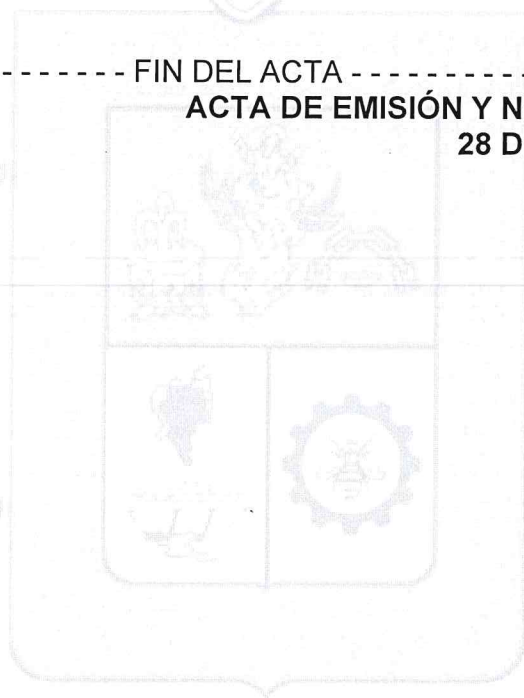 - - - - - - - FIN DEL ACTA - - - - - - - - - -
ACTA DE EMISIÓN Y N
28 D